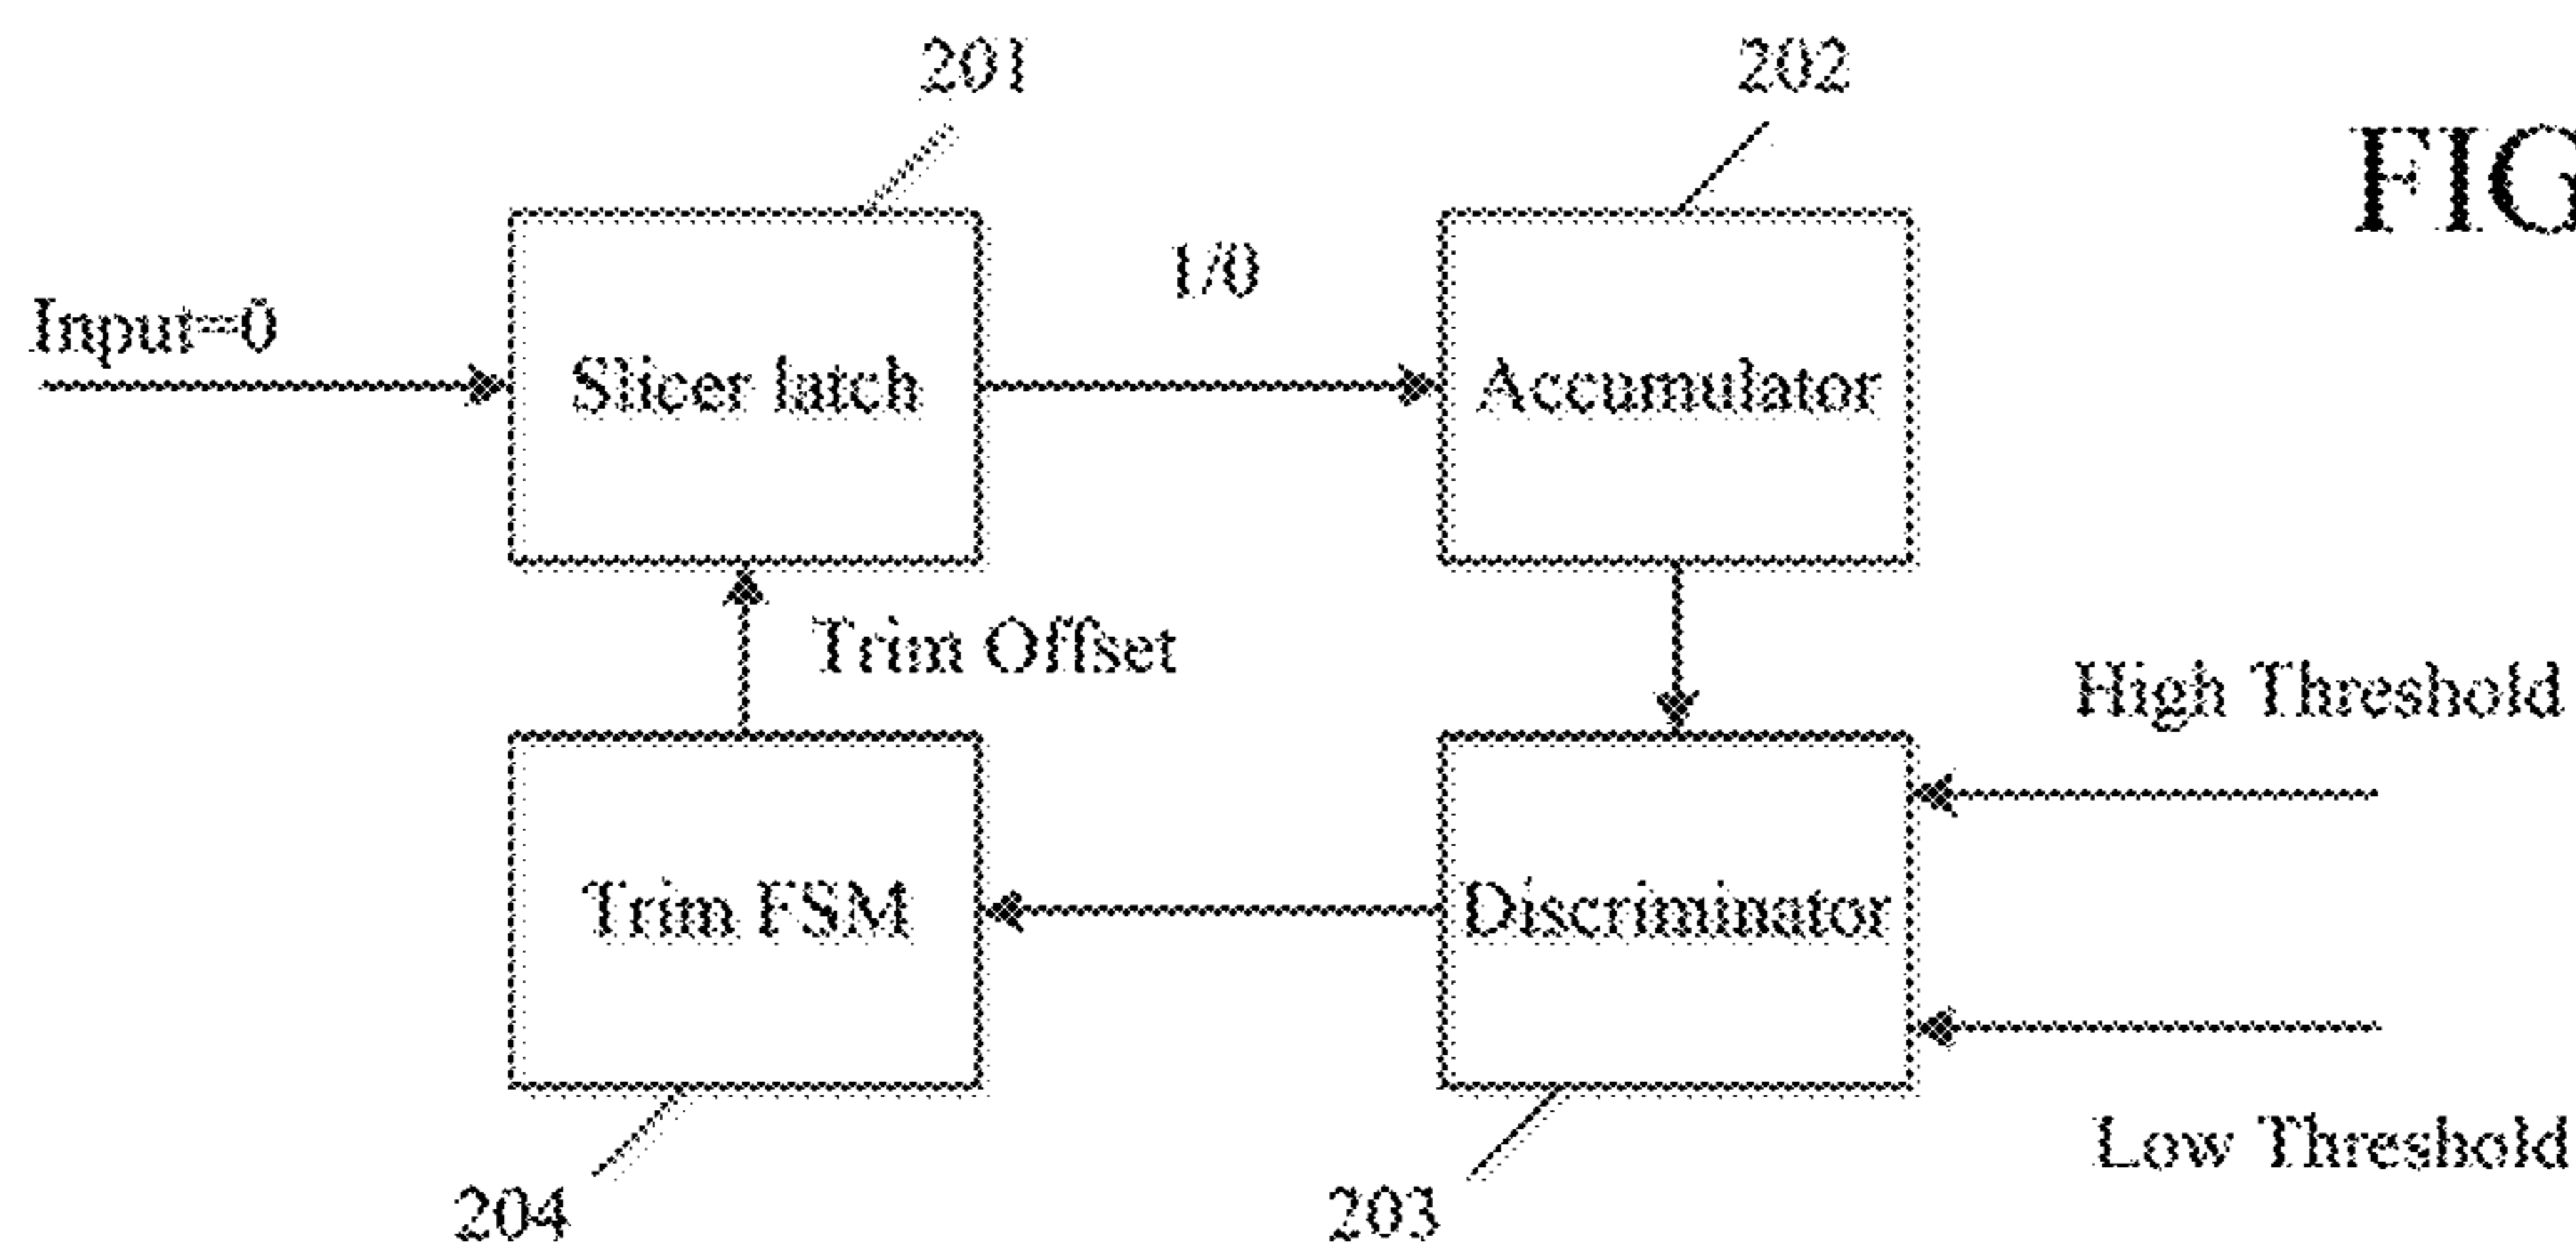 201
202
FIG
1/0
Input=0
Slicer latch
Accumulator
Trim Offset
High Threshold
Trim FSM
Discriminator
Low Threshold
204
203